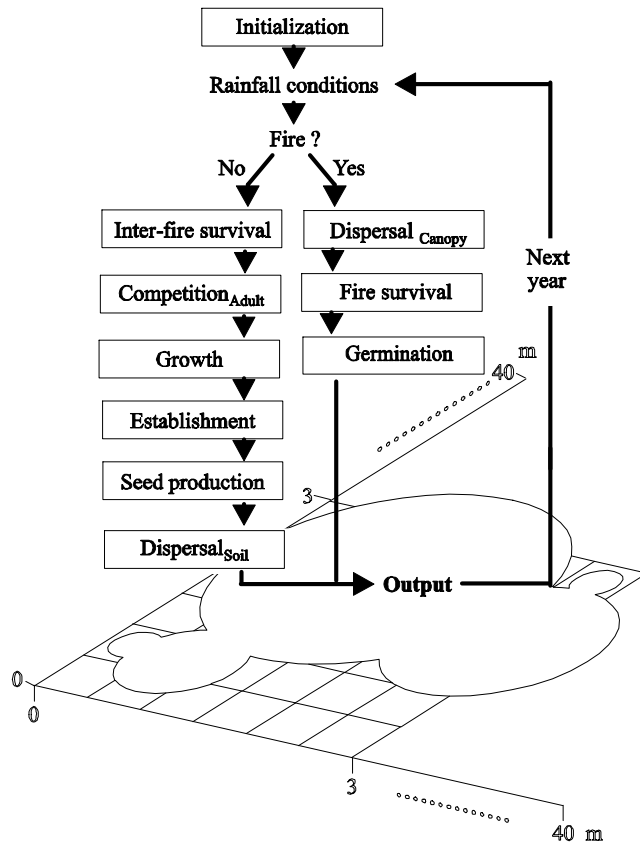 Initialization
Rainfall conditions
Fire ?
No
Yes
Inter-fire survival
Dispersal Canopy
Competition Adult
Fire survival
Next
year
Growth
Germination
m
40
Establishment
Seed production
3
Dispersal Soil
Output
0
0
3
40 m